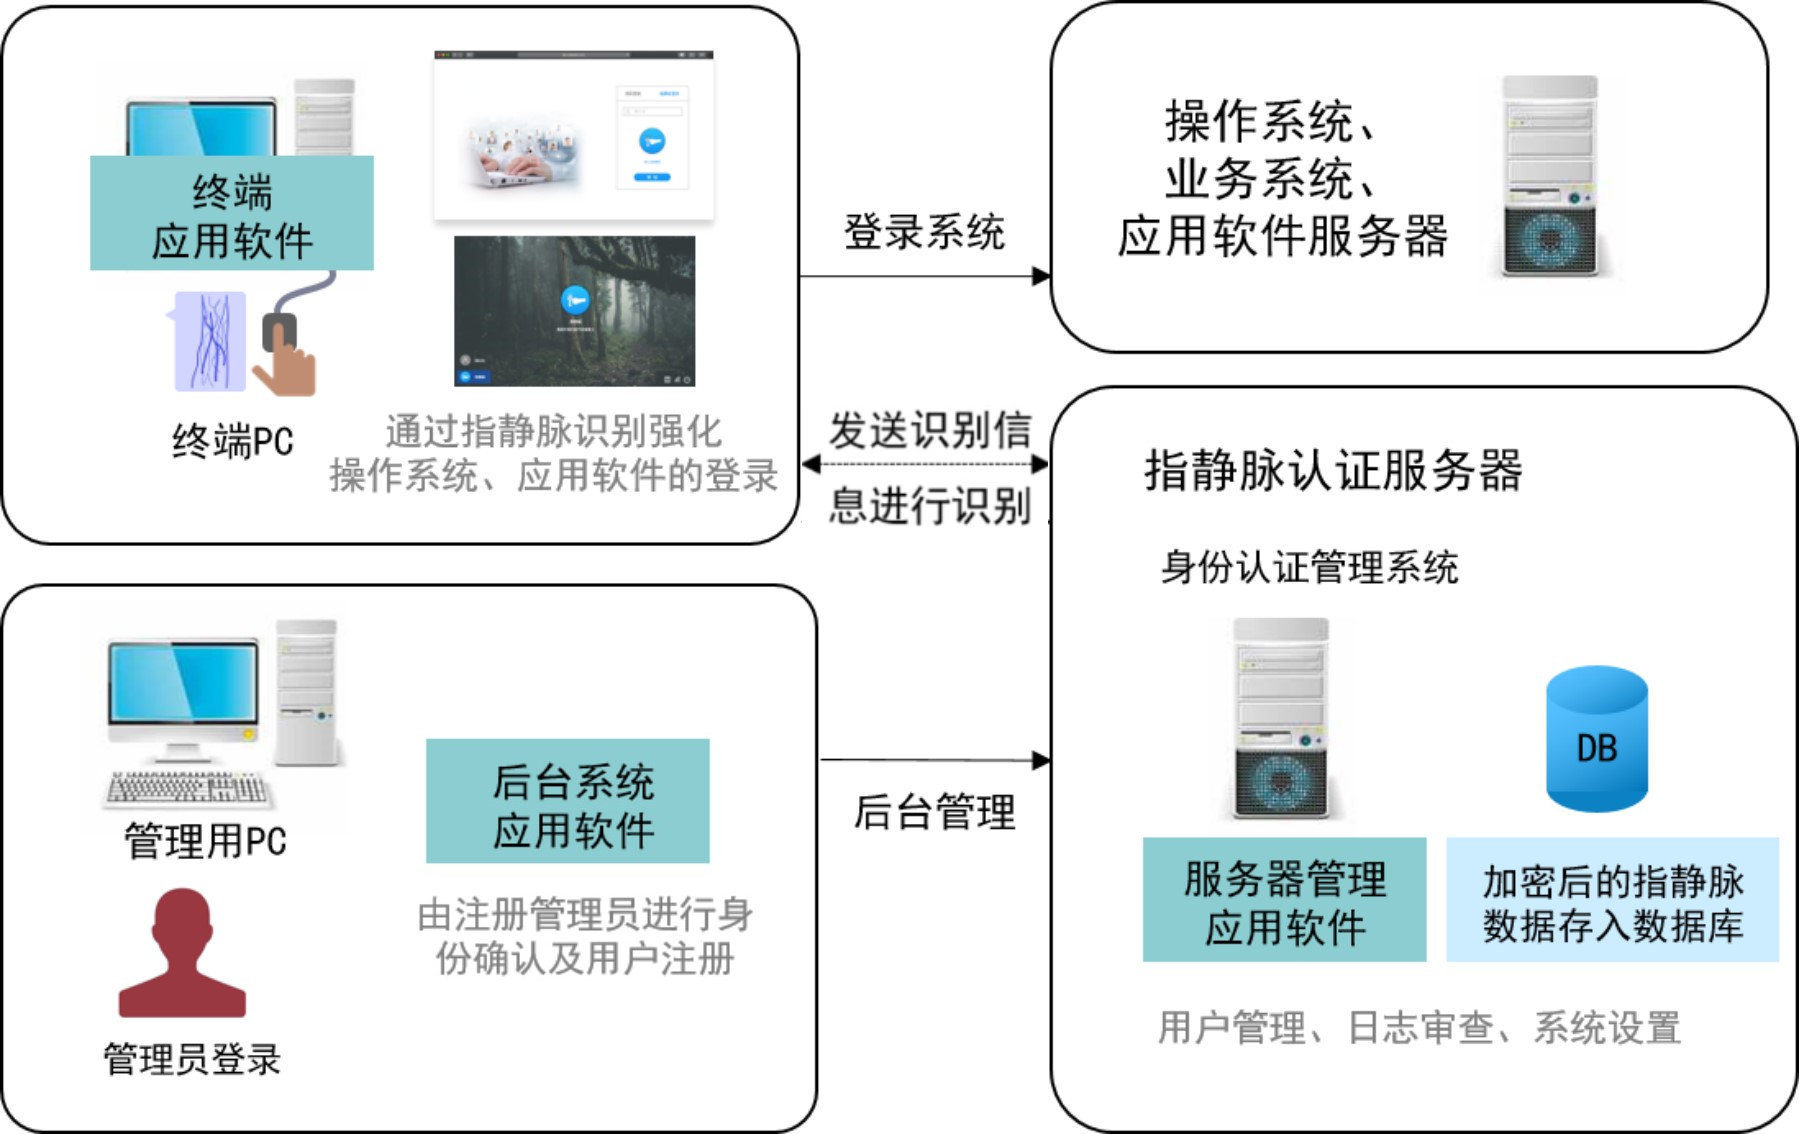 终端
应用软件
终端PC
通过指静脉识别强化
操作系统、应用软件的登录
登录系统
操作系统、
业务系统、
应用软件服务器
发送识别信
息进行识别
指静脉认证服务器
身份认证管理系统
DB
服务器管理
应用软件
加密后的指静脉
数据存入数据库
用户管理、日志审查、系统设置
管理用PC
后台系统
应用软件
由注册管理员进行身
份确认及用户注册
管理员登录
后台管理